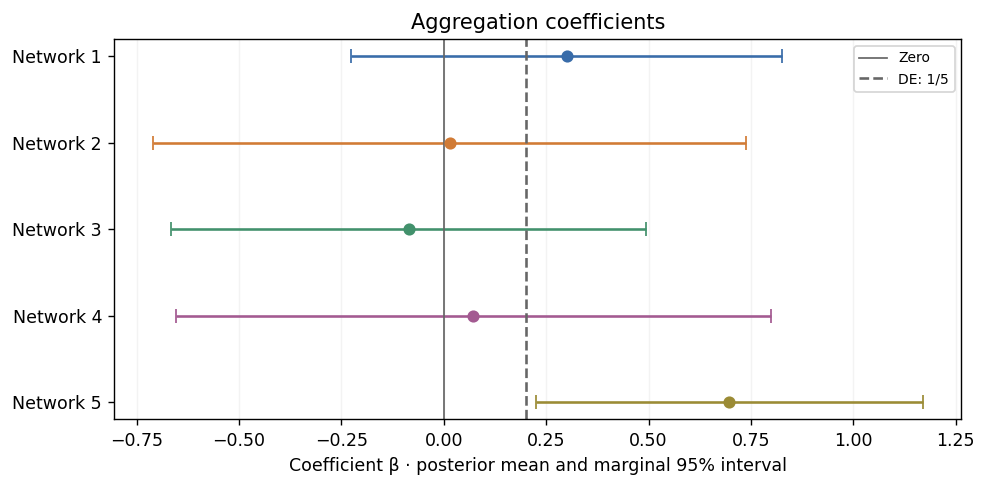 Aggregation coefficients
Network 1
Network 2
Network 3
Network 4
Network 5
Zero
DE: 1/5
−0.75 −0.50 −0.25 0.00 0.25 0.50 0.75 1.00 1.25
Coefficient β · posterior mean and marginal 95% interval